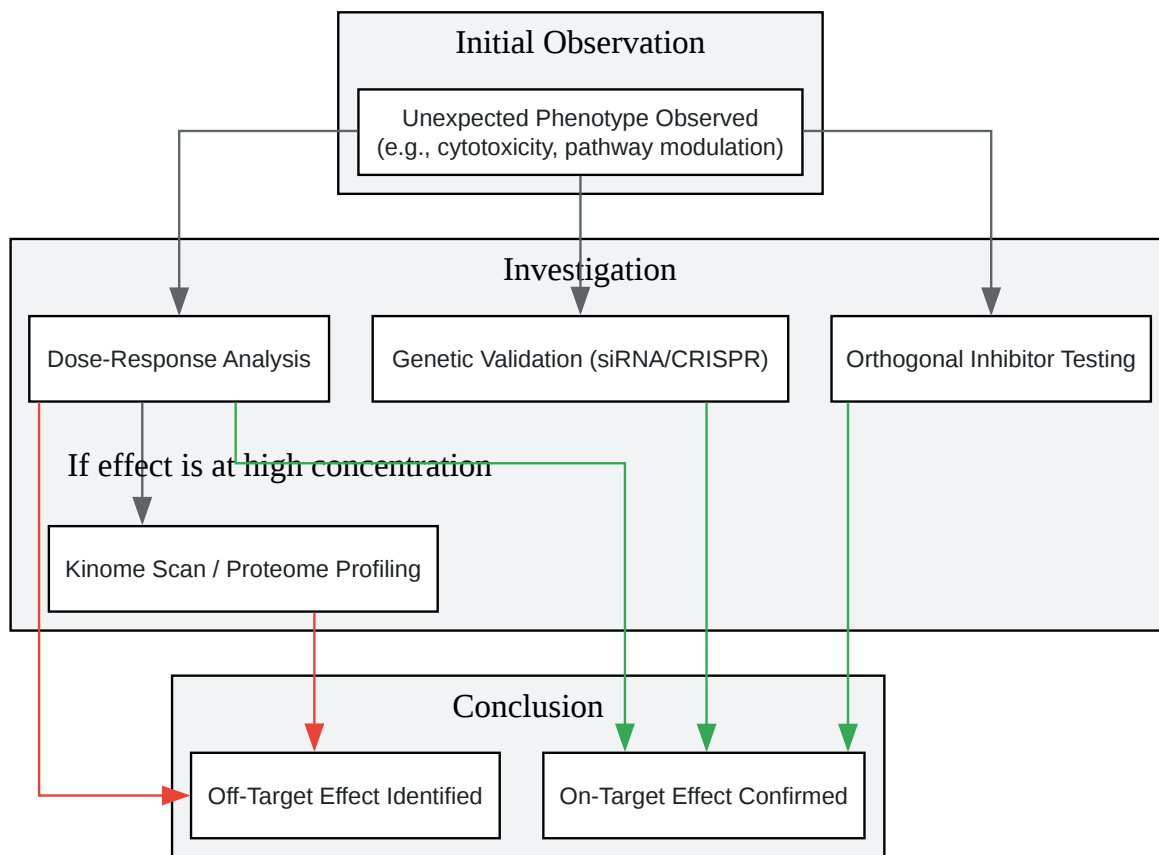 Initial Observation
Unexpected Phenotype Observed
(e.g., cytotoxicity, pathway modulation)
Investigation
Dose-Response Analysis
Genetic Validation (siRNA/CRISPR)
Orthogonal Inhibitor Testing
If effect is at high concentration
Kinome Scan / Proteome Profiling
Conclusion
Off-Target Effect Identified
On-Target Effect Confirmed